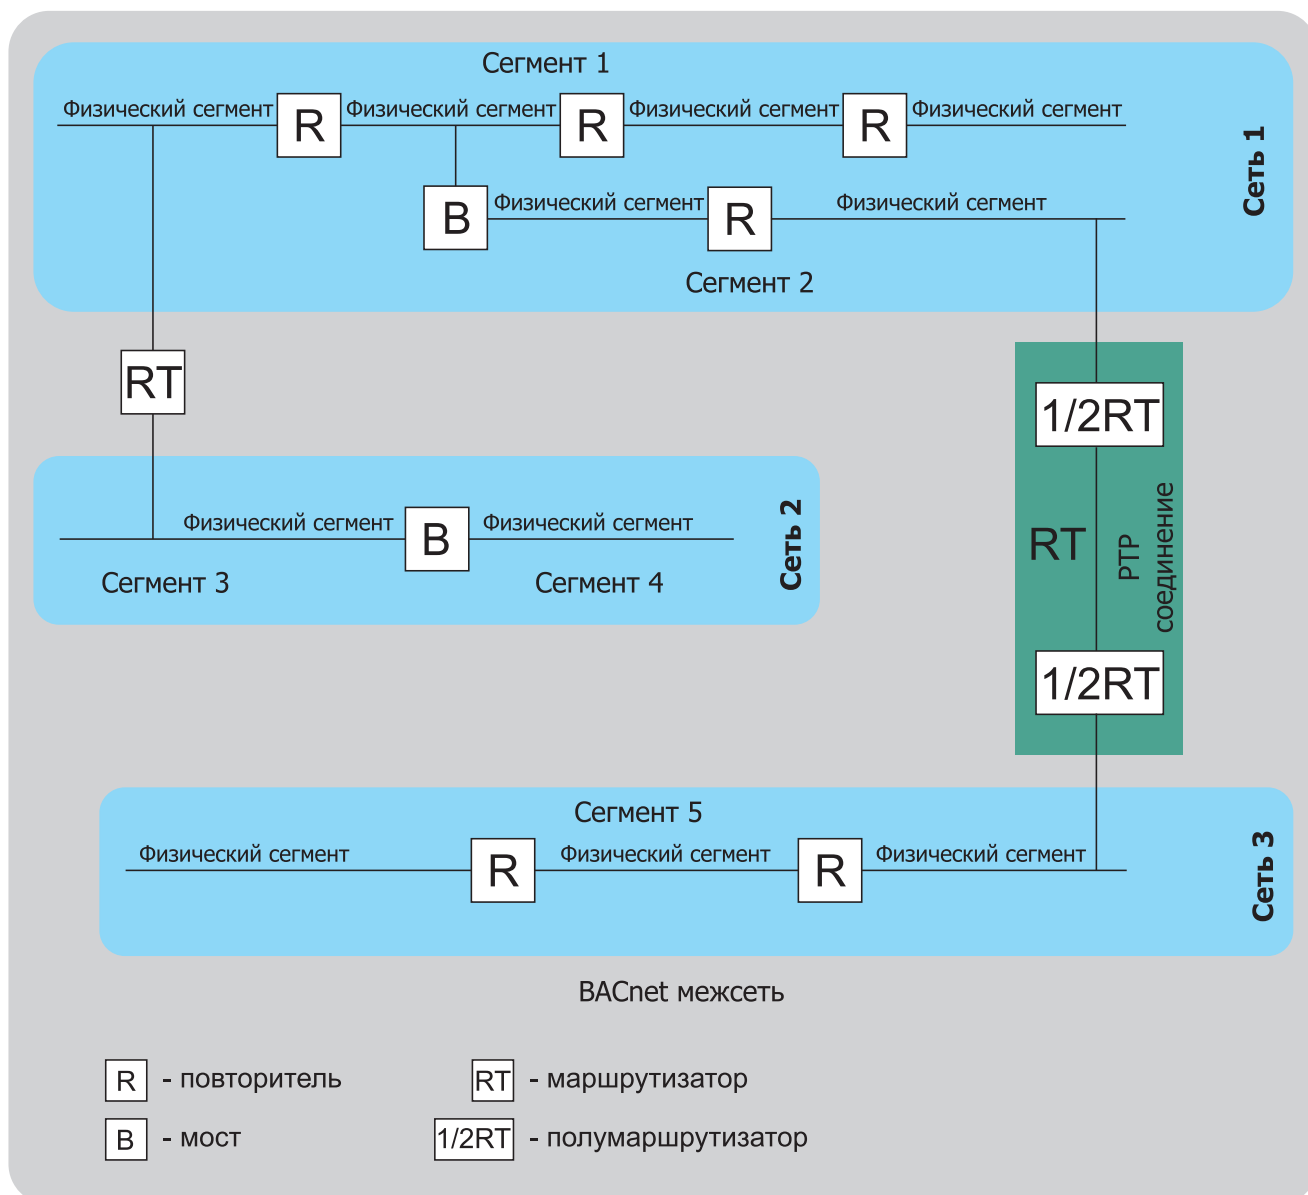 Сегмент 1
Физический сегмент R Физический сегмент R Физический сегмент R Физический сегмент
Сеть 1
B Физический сегмент R Физический сегмент
Сегмент 2
RT
1/2RT
RT
PTP
соединение
1/2RT
Физический сегмент B Физический сегмент
Сегмент 3
Сегмент 4
Сеть 2
Сегмент 5
Физический сегмент R Физический сегмент R Физический сегмент
Сеть 3
BACnet межсеть
R - повторитель
RT - маршрутизатор
B - мост
1/2RT - полумаршрутизатор